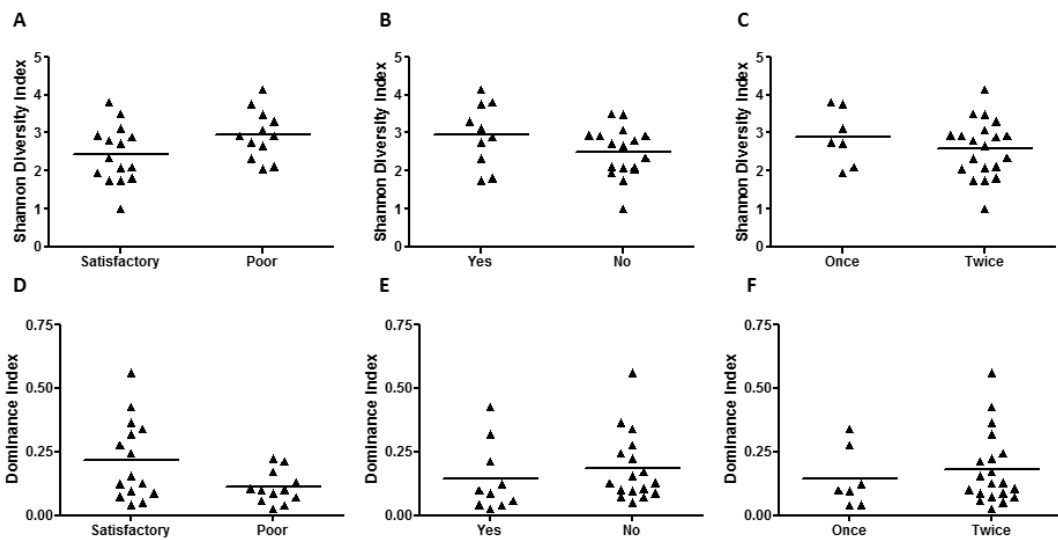 A
B
C
Shannon Diversity Index
5
4
3
2
1
0
Satisfactory Poor
Shannon Diversity Index
5
4
3
2
1
0
Yes No
Shannon Diversity Index
5
4
3
2
1
0
Once Twice
D
E
F
Dominance Index
0.75
0.50
0.25
0.00
Satisfactory Poor
Dominance Index
0.75
0.50
0.25
0.00
Yes No
Dominance Index
0.75
0.50
0.25
0.00
Once Twice